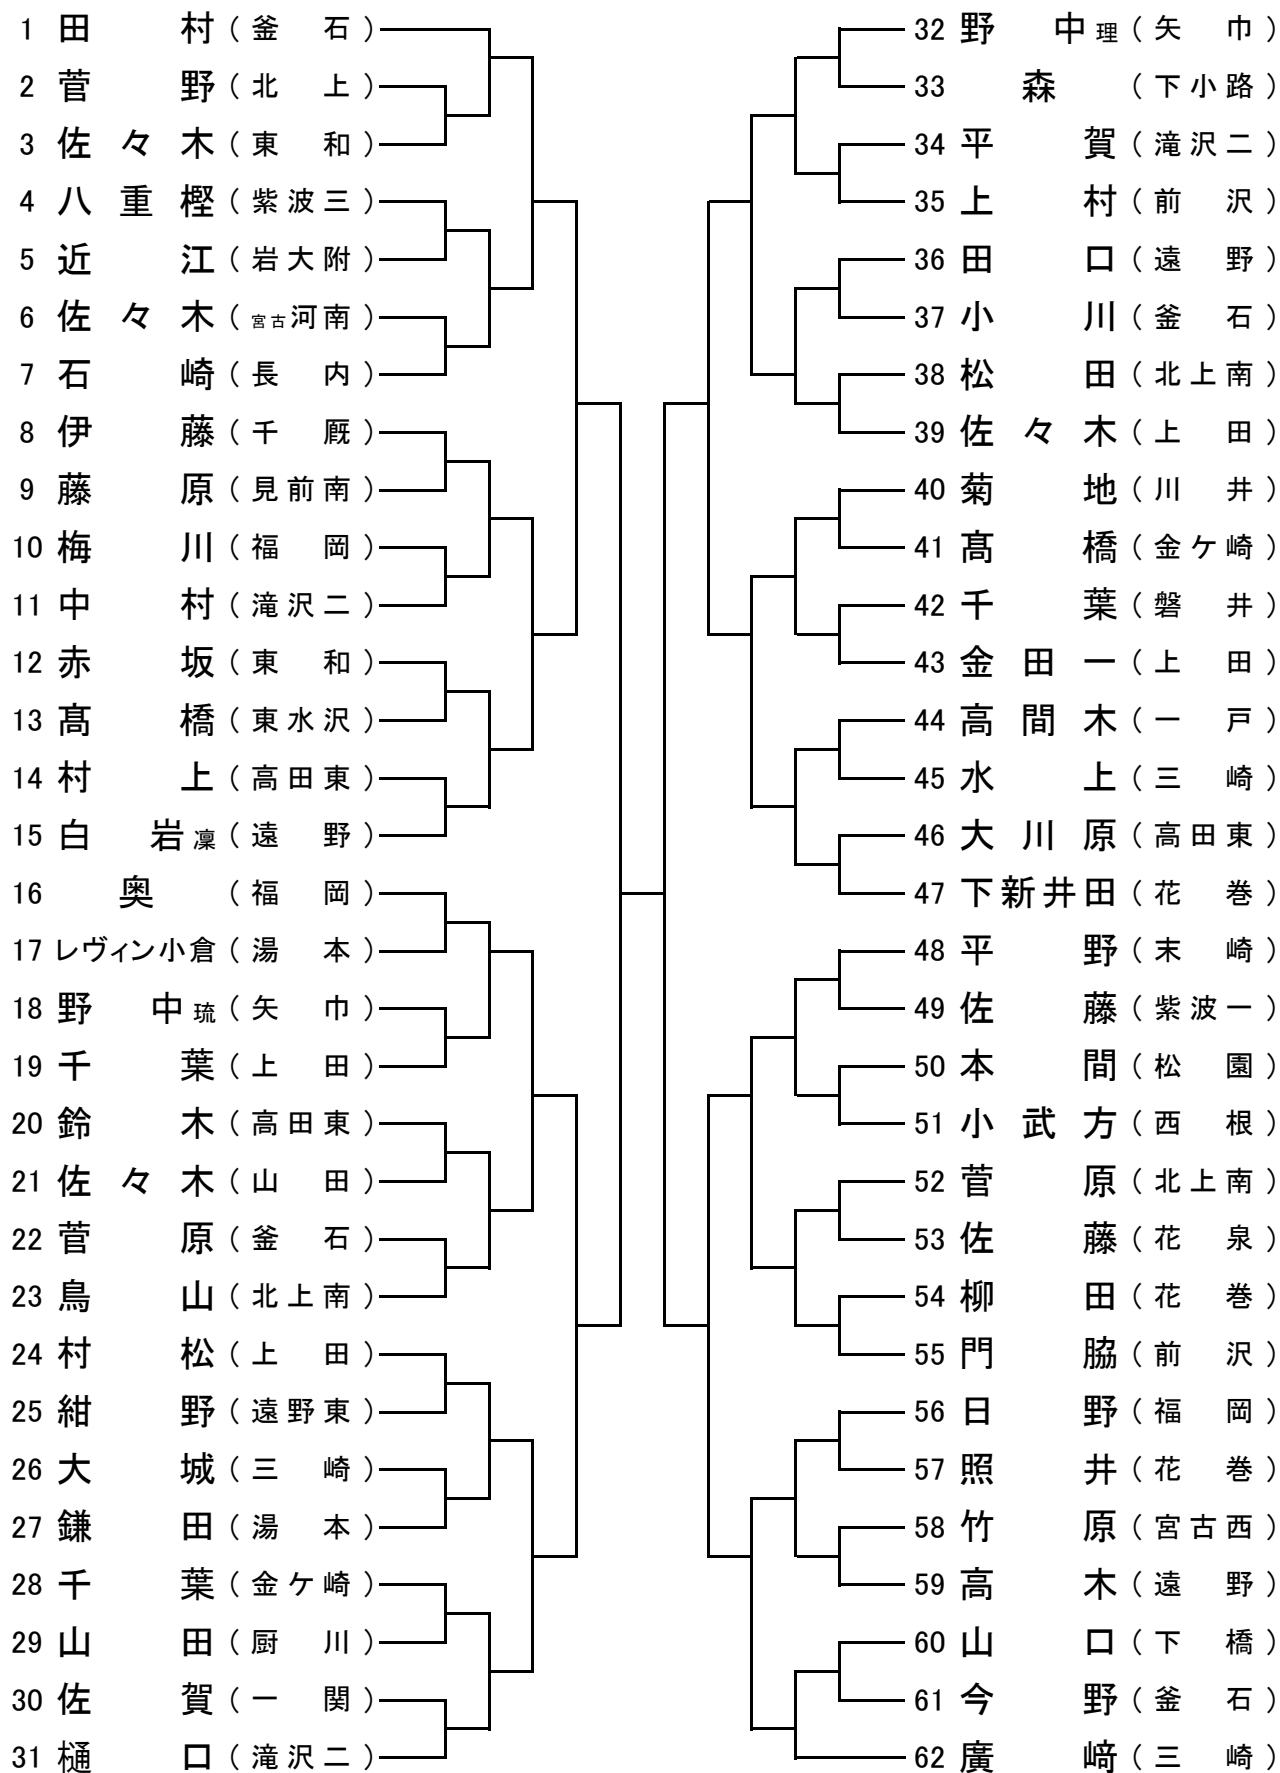 1 田村（釜石）
2 菅野（北上）
3 佐々木（東和）
4 八重樫（紫波三）
5 近江（岩大附）
6 佐々木（宮古河南）
7 石崎（長内）
8 伊藤（千厩）
9 藤原（見前南）
10 梅川（福岡）
11 中村（滝沢二）
12 赤坂（東和）
13 髙橋（東水沢）
14 村上（高田東）
15 白岩凜（遠野）
16 奥（福岡）
17 レヴィン小倉（湯本）
18 野中琉（矢巾）
19 千葉（上田）
20 鈴木（高田東）
21 佐々木（山田）
22 菅原（釜石）
23 鳥山（北上南）
24 村松（上田）
25 紺野（遠野東）
26 大城（三崎）
27 鎌田（湯本）
28 千葉（金ケ崎）
29 山田（厨川）
30 佐賀（一関）
31 樋口（滝沢二）
32 野中理（矢巾）
33 森（下小路）
34 平賀（滝沢二）
35 上村（前沢）
36 田口（遠野）
37 小川（釜石）
38 松田（北上南）
39 佐々木（上田）
40 菊地（川井）
41 髙橋（金ケ崎）
42 千葉（磐井）
43 金田一（上田）
44 高間木（一戸）
45 水上（三崎）
46 大川原（高田東）
47 下新井田（花巻）
48 平野（末崎）
49 佐藤（紫波一）
50 本間（松園）
51 小武方（西根）
52 菅原（北上南）
53 佐藤（花泉）
54 柳田（花巻）
55 門脇（前沢）
56 日野（福岡）
57 照井（花巻）
58 竹原（宮古西）
59 高木（遠野）
60 山口（下橋）
61 今野（釜石）
62 廣﨑（三崎）